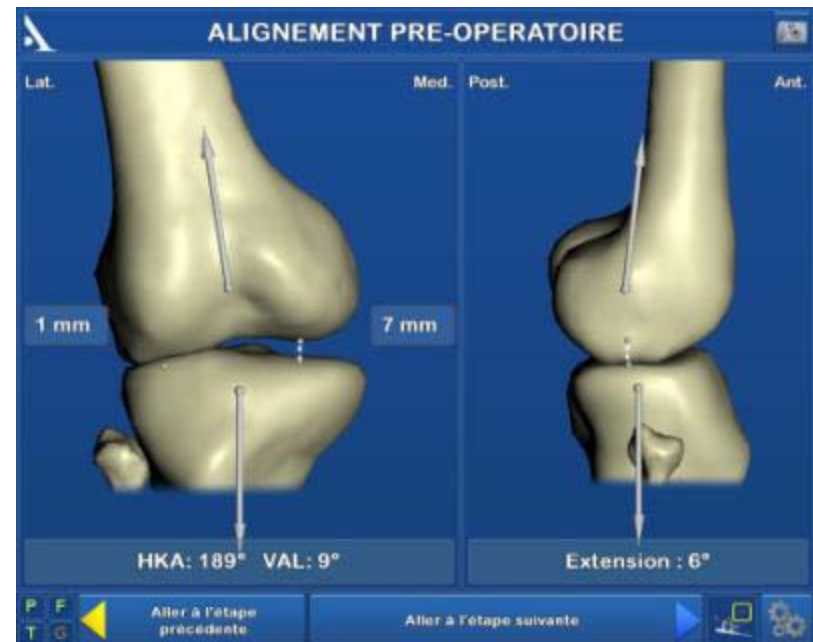 ALIGNEMENT PRE-OPERATOIRE
Lat. Med. Post. Ant.
1 mm 7 mm
HKA: 189° VAL: 9° Extension : 6°
P F
Aller à l'étape
précédente
Aller à l'étape suivante
T G